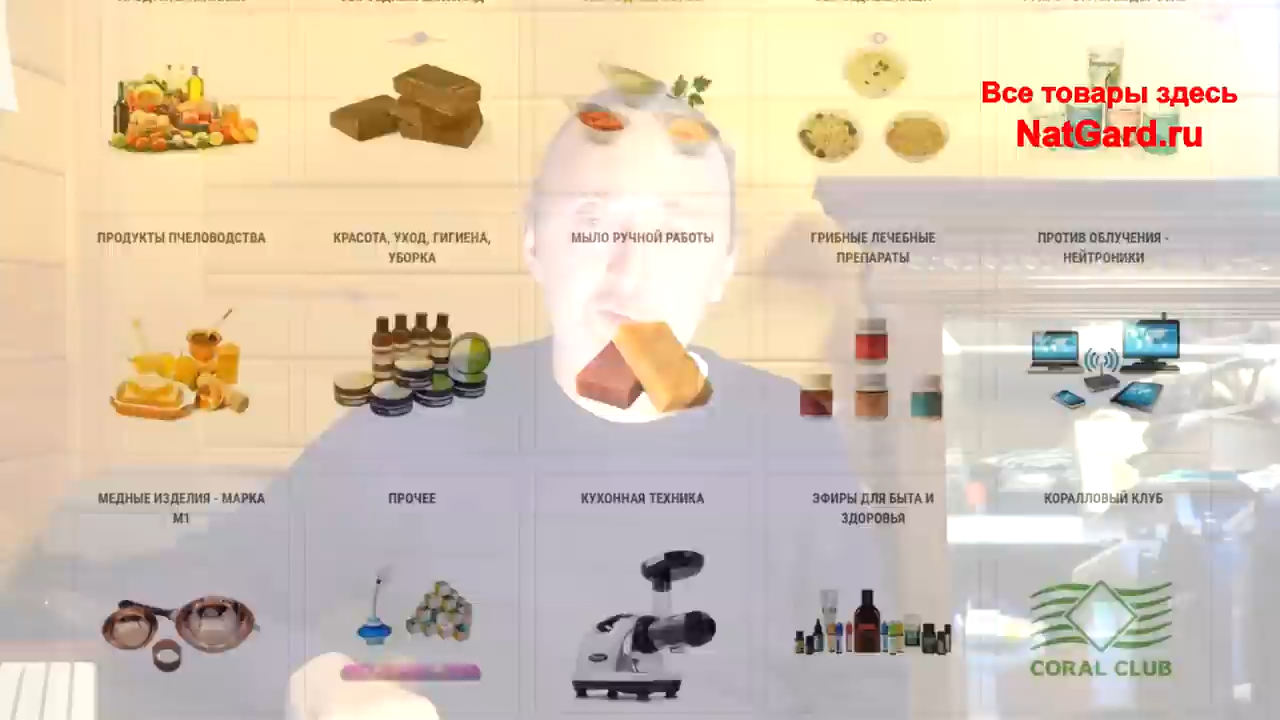 Все товары здесь
NatGard.ru
ПРОДУКТЫ ПЧЕЛОВОДСТВА
КРАСОТА, УХОД, ГИГИЕНА,
УБОРКА
МЫЛО РУЧНОЙ РАБОТЫ
ГРИБНЫЕ ЛЕЧЕБНЫЕ
ПРЕПАРАТЫ
ПРОТИВ ОБЛУЧЕНИЯ -
НЕЙТРОНИКИ
МЕДНЫЕ ИЗДЕЛИЯ - МАРКА
М1
ПРОЧЕЕ
КУХОННАЯ ТЕХНИКА
ЭФИРЫ ДЛЯ БЫТА И
ЗДОРОВЬЯ
КОРАЛЛОВЫЙ КЛУБ
CORAL CLUB